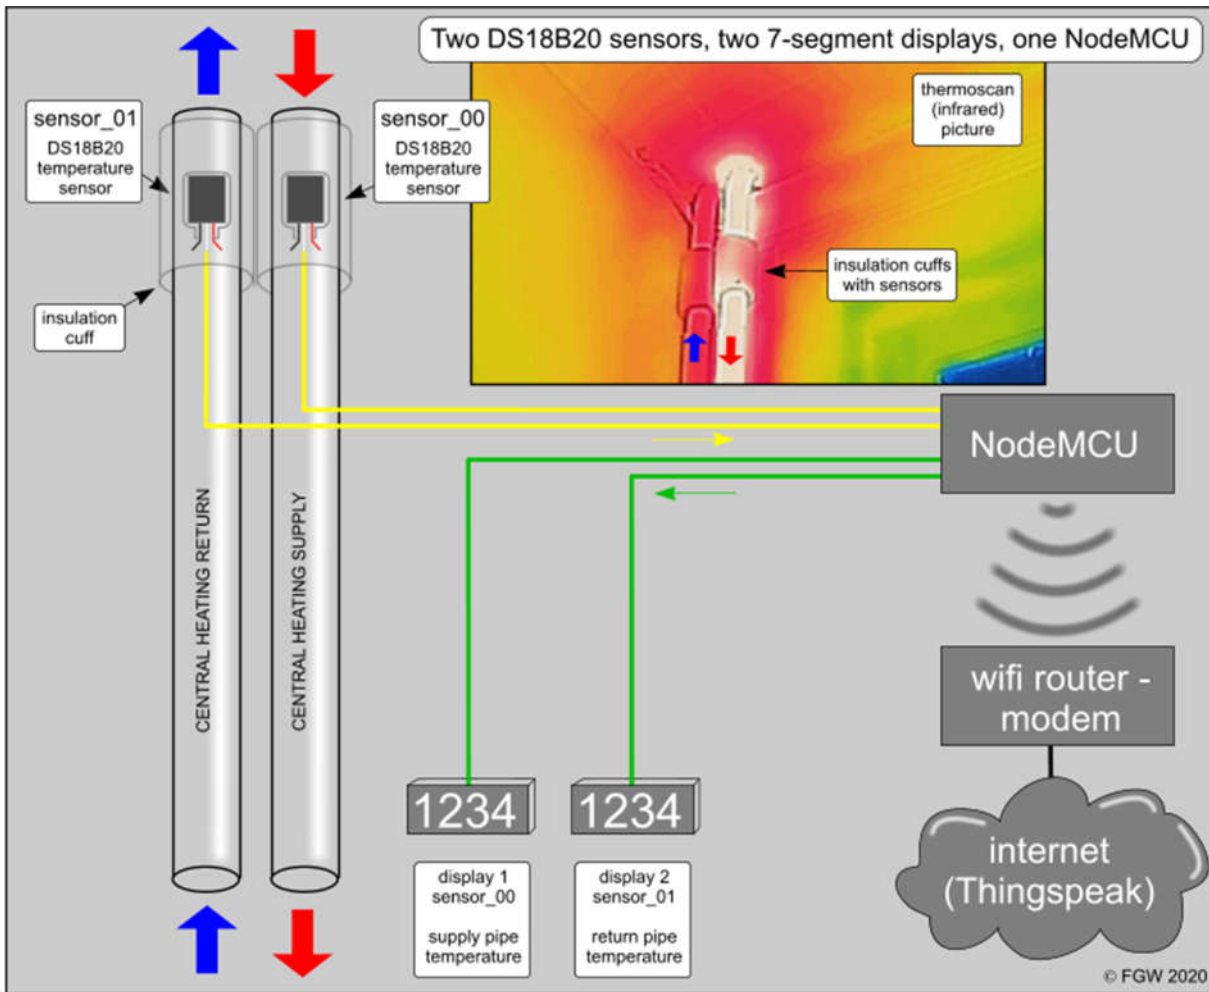 Two DS18B20 sensors, two 7-segment displays, one NodeMCU
sensor_01
DS18B20
temperature
sensor
sensor_00
DS18B20
temperature
sensor
thermoscan
(infrared)
picture
insulation cuffs
with sensors
insulation
cuff
NodeMCU
CENTRAL HEATING RETURN
CENTRAL HEATING SUPPLY
wifi router -
modem
1234
1234
display 1
sensor_00
supply pipe
temperature
display 2
sensor_01
return pipe
temperature
internet
(Thingspeak)
© FGW 2020